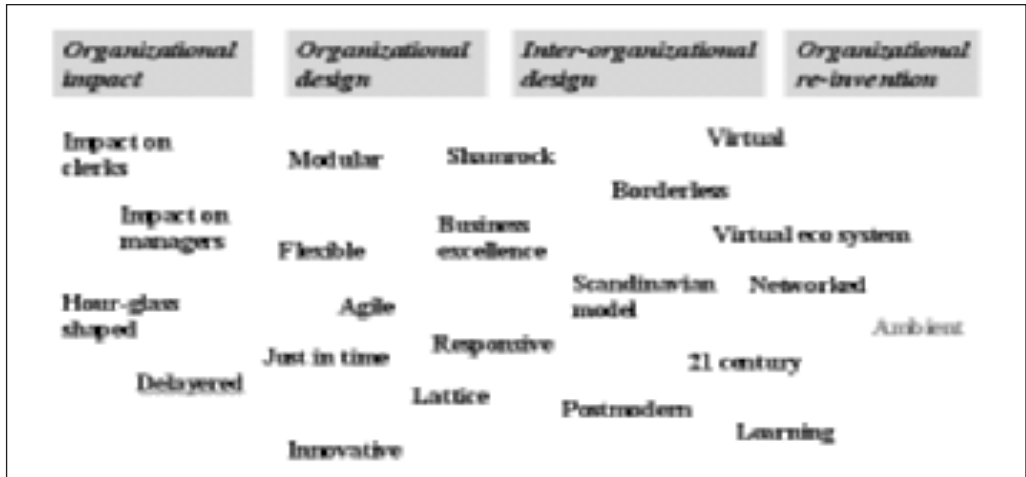 Organizational
impact
Organizational
design
Inter-organizational
design
Organizational
re-invention
Impact on
clerks
Modular
Shamrock
Virtual
Borderless
Impact on
managers
Flexible
Business
excellence
Virtual eco system
Hour-glass
shaped
Agile
Scandinavian
model
Networked
Ambient
Just in time
Responsive
21 century
Delayered
Lattice
Postmodern
Learning
Innovative